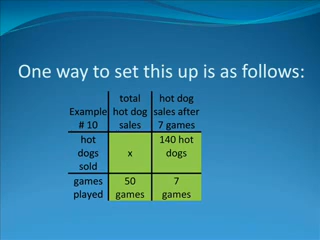 One way to set this up is as follows:
Example # 10
total hot dog sales
hot dog sales after 7 games
hot dogs sold
x
140 hot dogs
games played
50 games
7 games